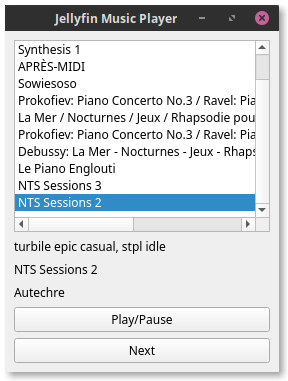 Jellyfin Music Player
Synthesis 1
APRÈS-MIDI
Sowiesoso
Prokofiev: Piano Concerto No.3 / Ravel: Pia
La Mer / Nocturnes / Jeux / Rhapsodie pou
Prokofiev: Piano Concerto No.3 / Ravel: Pia
Debussy: La Mer - Nocturnes - Jeux - Rhaps
Le Piano Englouti
NTS Sessions 3
NTS Sessions 2
turbile epic casual, stpl idle
NTS Sessions 2
Autechre
Play/Pause
Next